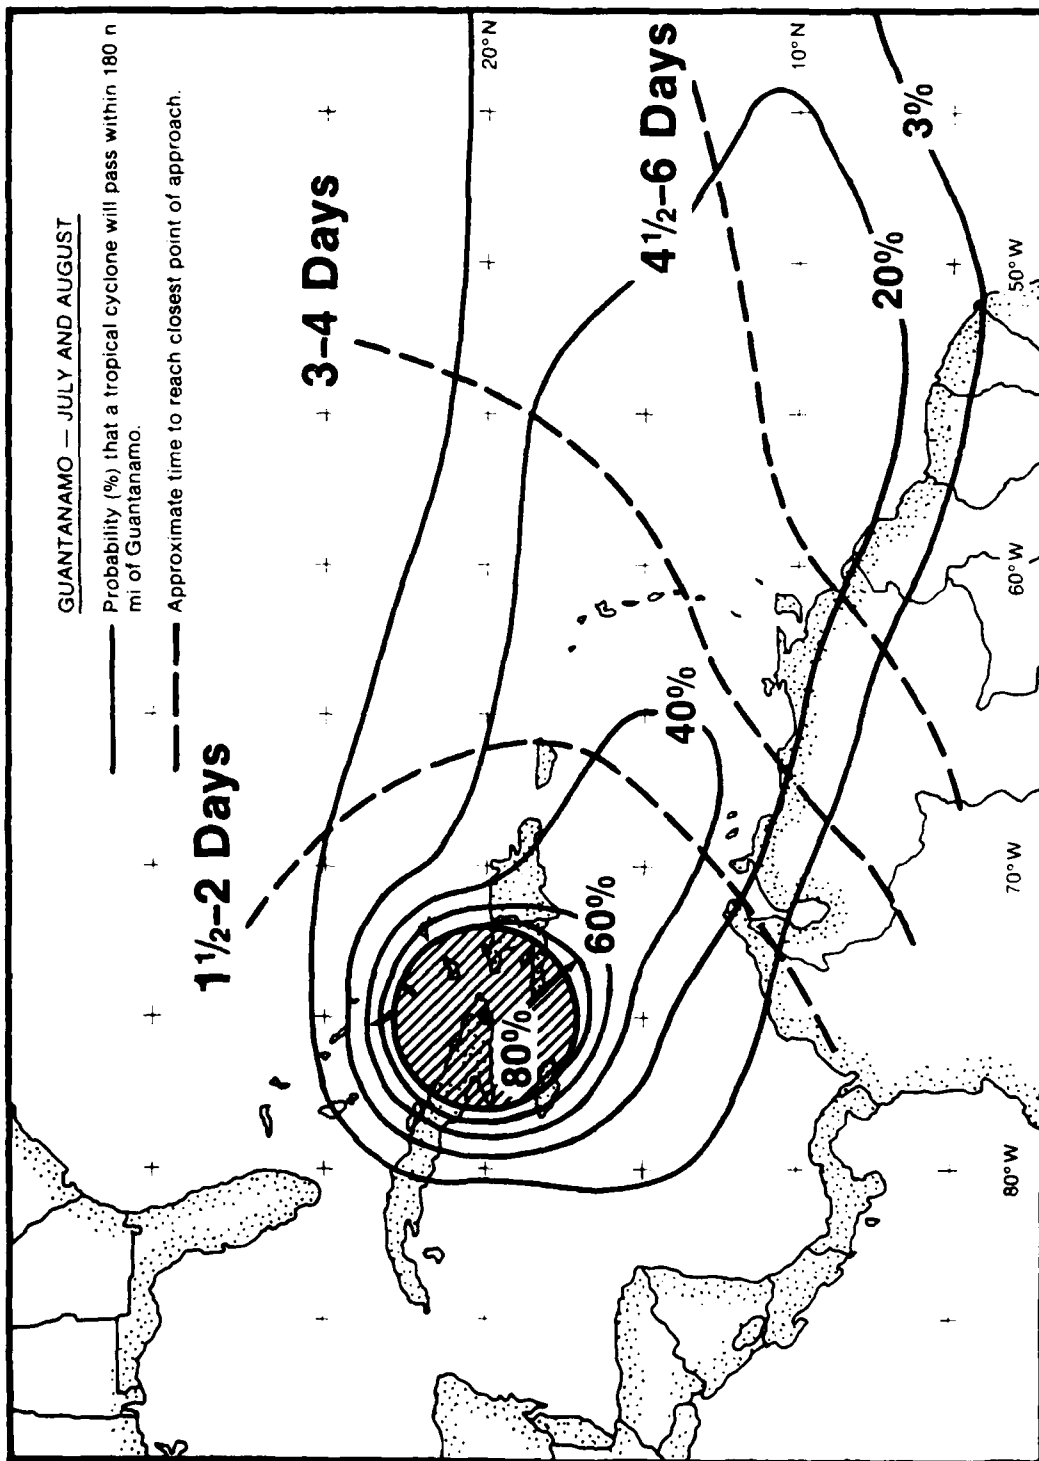 GUANTANAMO — JULY AND AUGUST
Probability (%) that a tropical cyclone will pass within 180 n
mi of Guantanamo.
Approximate time to reach closest point of approach.
1½–2 Days
3–4 Days
4½–6 Days
20°N
10°N
80%
60%
40%
20%
3%
80°W
70°W
60°W
50°W